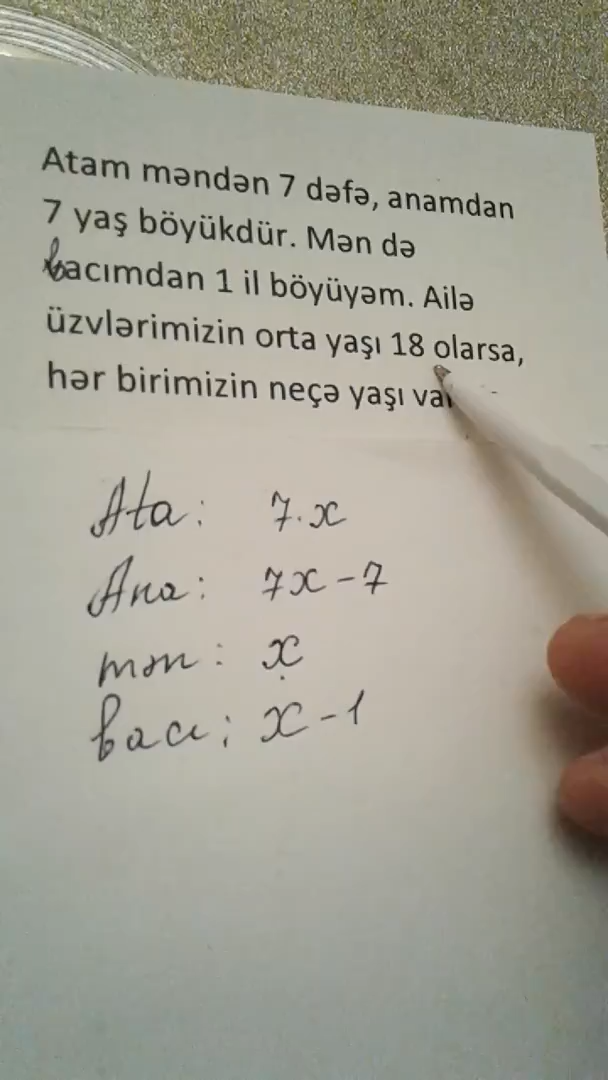 Atam məndən 7 dəfə, anamdan
7 yaş böyükdür. Mən də
bacımdan 1 il böyüyəm. Ailə
üzvlərimizin orta yaşı 18 olarsa,
hər birimizin neçə yaşı va
Ata: 7.x
Ana: 7x-7
mən: x
bacı: x-1